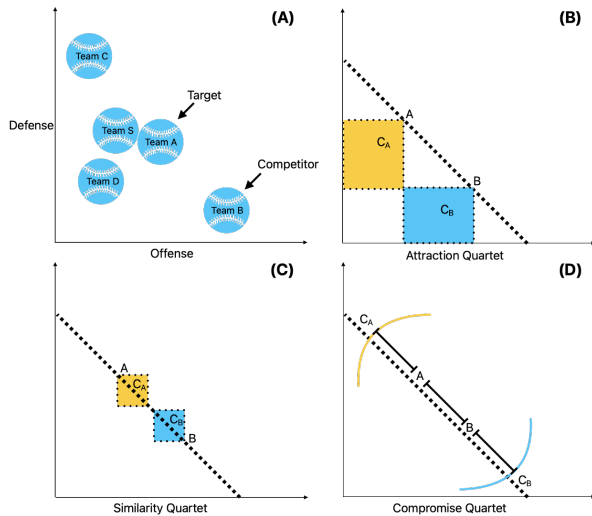 (A)
Team C
Target
Defense
Team S
Team A
Competitor
Team D
Team B
Offense
(B)
A
C_A
B
C_B
Attraction Quartet
(C)
A
C_A
C_B
B
Similarity Quartet
(D)
C_A
A
B
C_B
Compromise Quartet